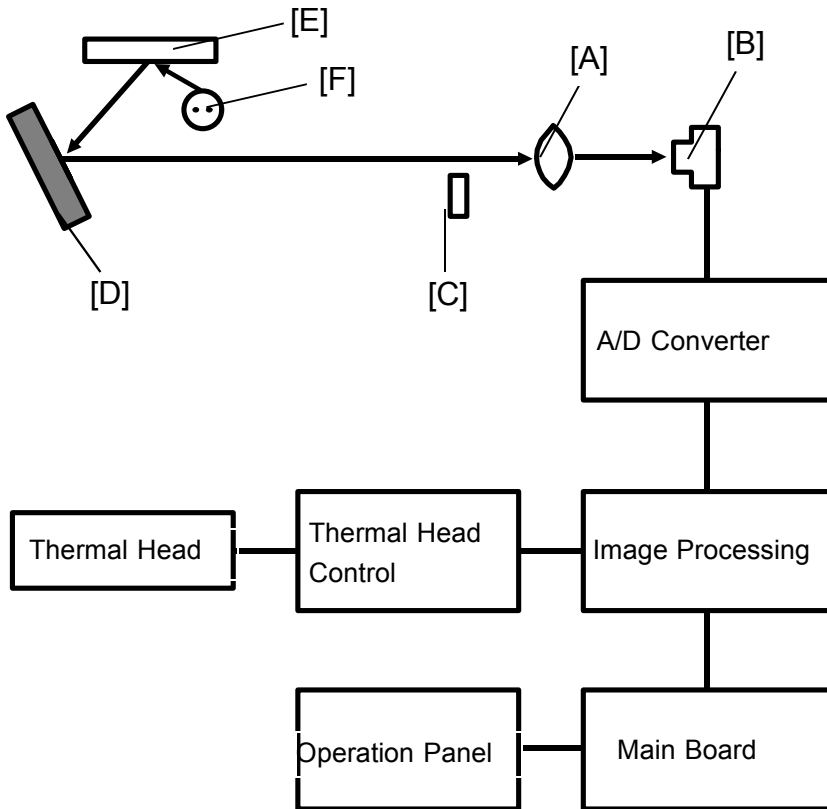 [E]
[F]
[A]
[B]
[D]
[C]
A/D Converter
Thermal Head
Thermal Head
Control
Image Processing
Operation Panel
Main Board